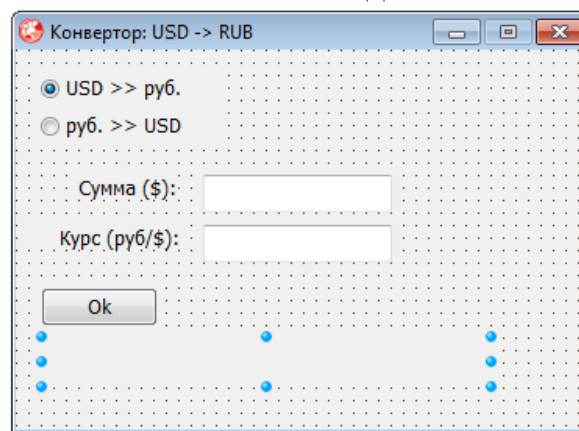 Конвертор: USD -> RUB
USD >> руб.
руб. >> USD
Сумма ($):
Курс (руб/$):
Ok